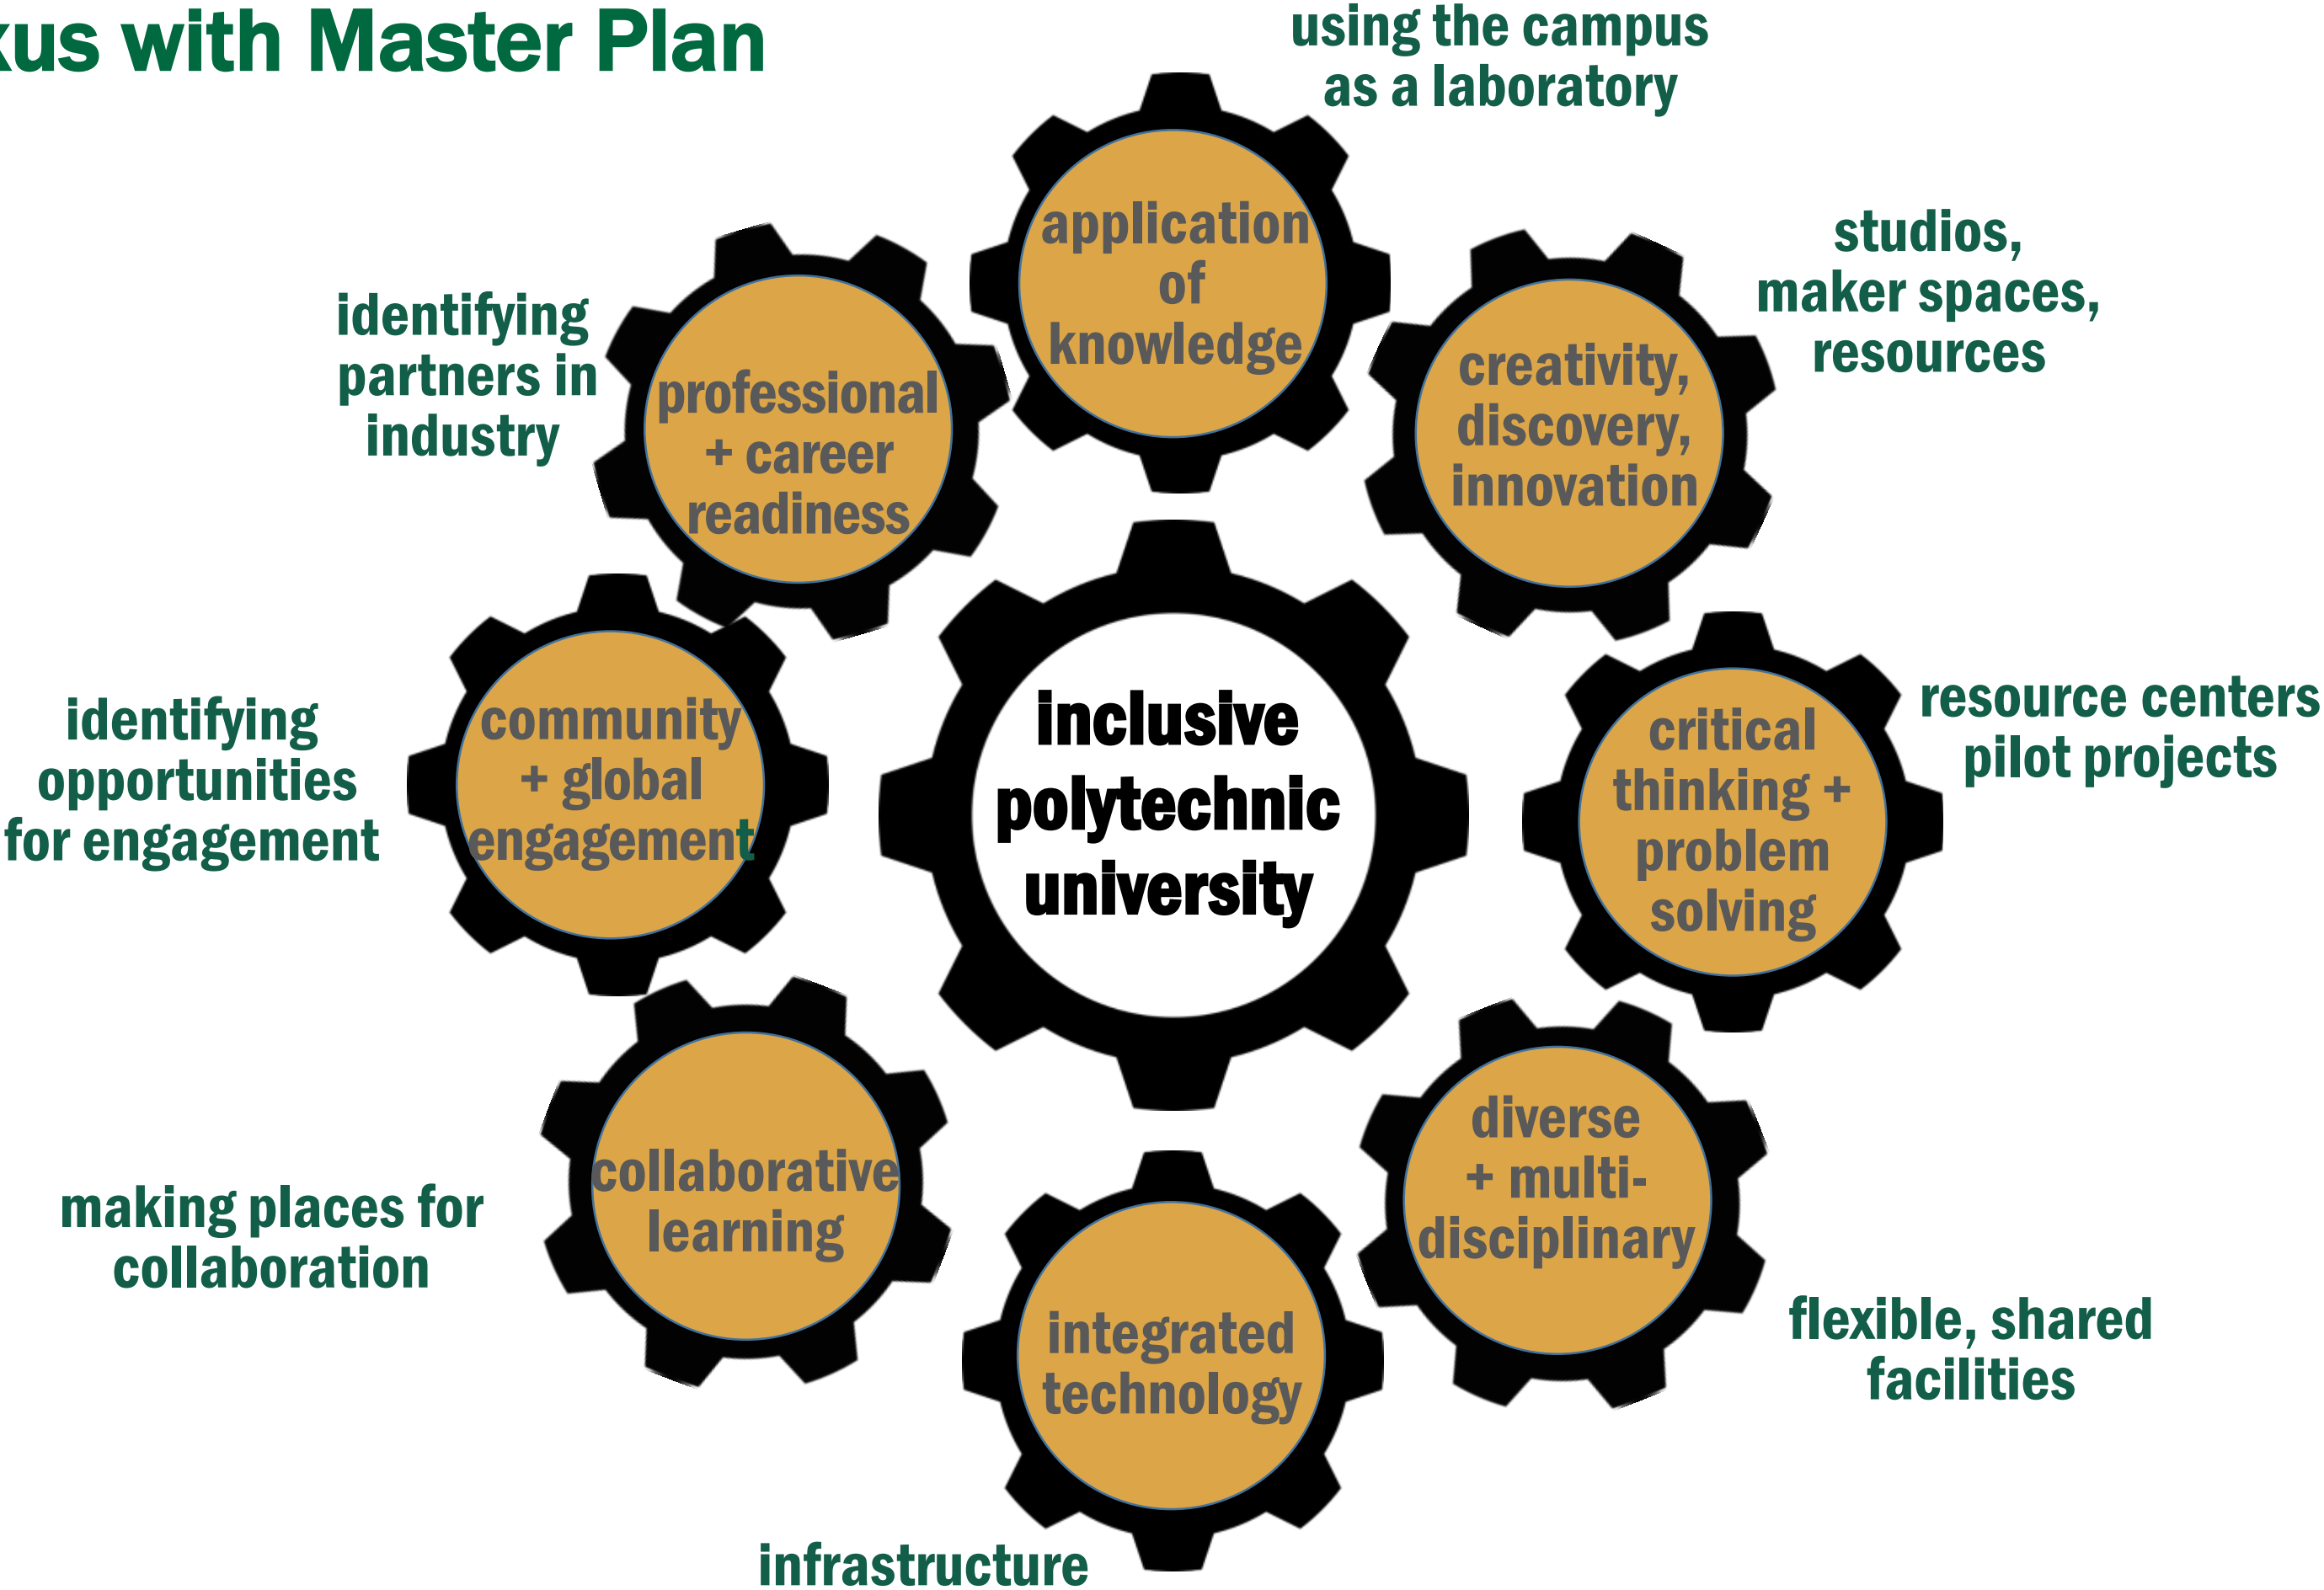 kus with Master Plan
using the campus
as a laboratory
application
of
knowledge
studios,
maker spaces,
resources
creativity,
discovery,
innovation
identifying
partners in
industry
professional
+ career
readiness
inclusive
polytechnic
university
resource centers
pilot projects
critical
thinking +
problem
solving
identifying
opportunities
for engagement
community
+ global
engagement
diverse
+ multi-
disciplinary
flexible, shared
facilities
collaborative
learning
making places for
collaboration
integrated
technology
infrastructure